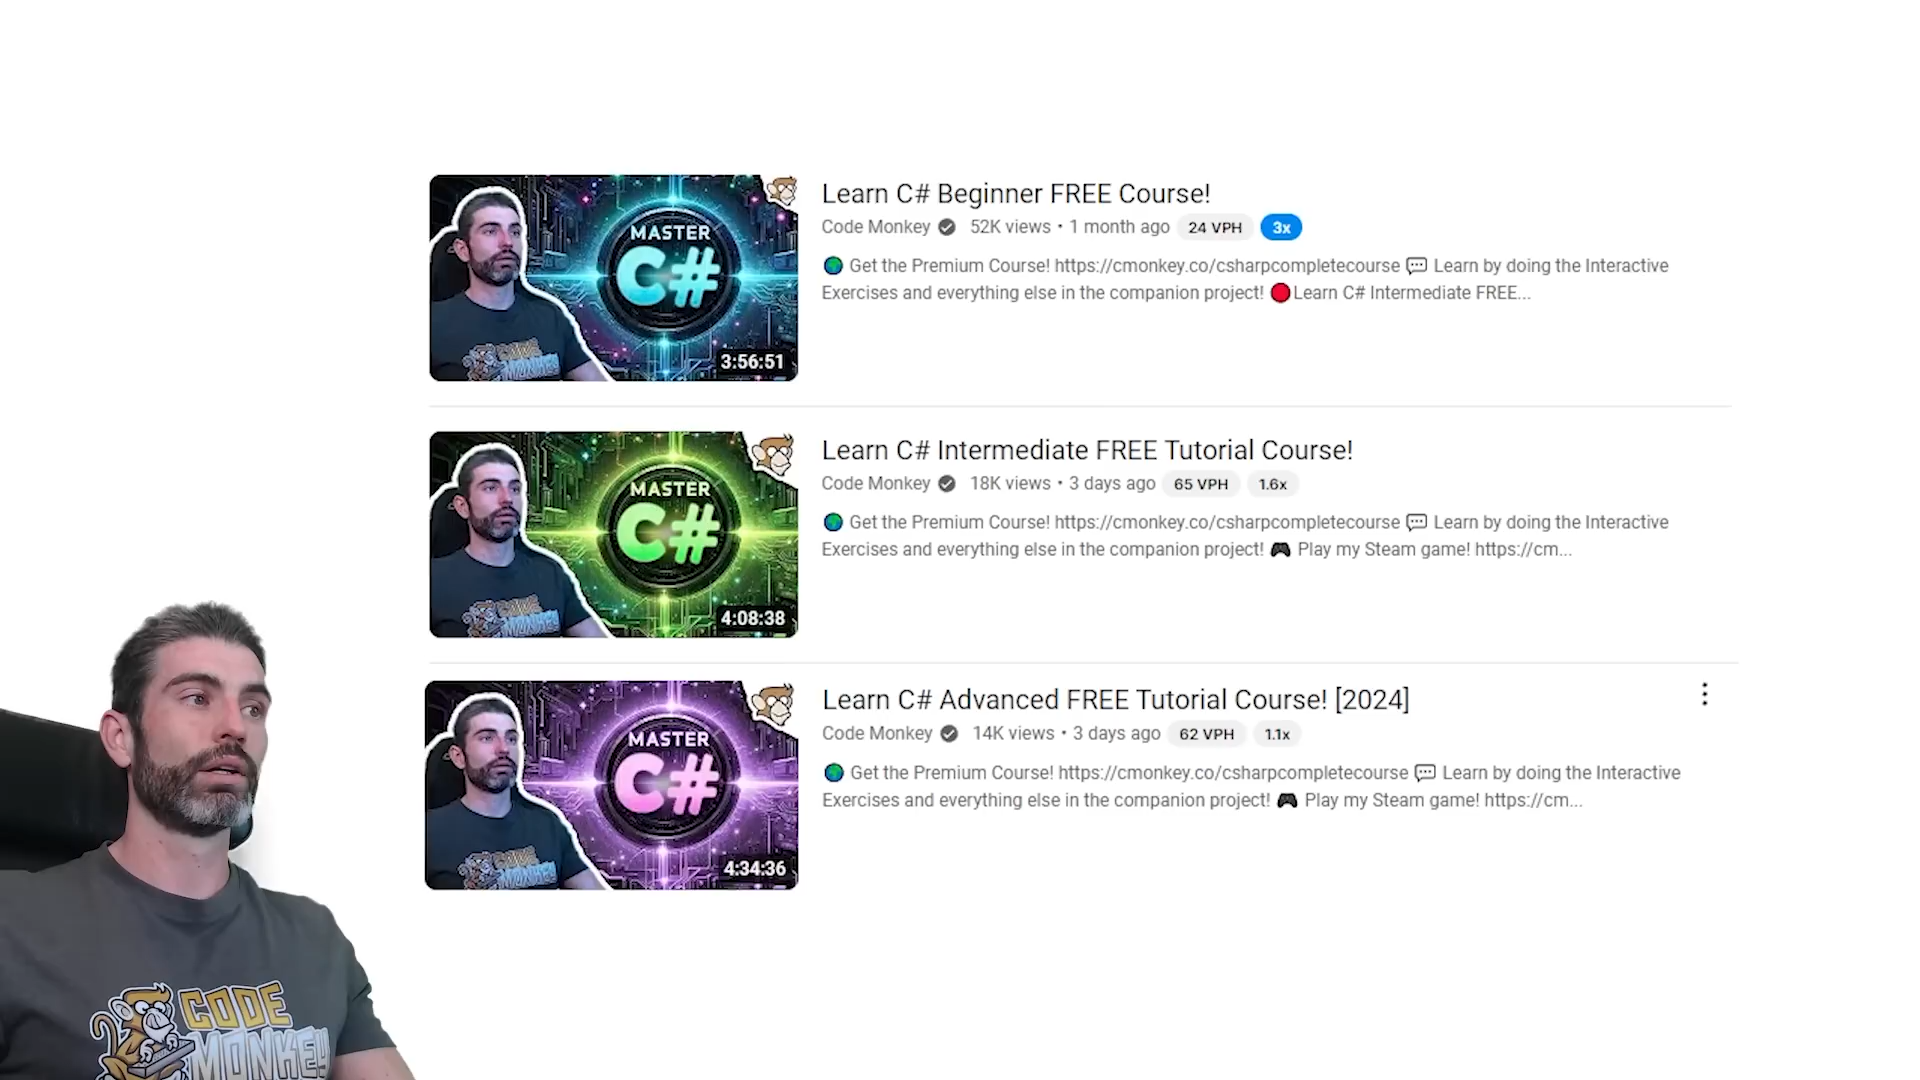 MASTER
C#
CODE
MONKEY
3:56:51
Learn C# Beginner FREE Course!
Code Monkey 52K views • 1 month ago 24 VPH 3x
Get the Premium Course! https://cmonkey.co/csharpcompletecourse 💬 Learn by doing the Interactive
Exercises and everything else in the companion project! 🔴Learn C# Intermediate FREE...
MASTER
C#
CODE
MONKEY
4:08:38
Learn C# Intermediate FREE Tutorial Course!
Code Monkey 18K views • 3 days ago 65 VPH 1.6x
Get the Premium Course! https://cmonkey.co/csharpcompletecourse 💬 Learn by doing the Interactive
Exercises and everything else in the companion project! 🎮 Play my Steam game! https://cm...
MASTER
C#
CODE
MONKEY
4:34:36
Learn C# Advanced FREE Tutorial Course! [2024]
Code Monkey 14K views • 3 days ago 62 VPH 1.1x
Get the Premium Course! https://cmonkey.co/csharpcompletecourse 💬 Learn by doing the Interactive
Exercises and everything else in the companion project! 🎮 Play my Steam game! https://cm...
CODE
MONKEY